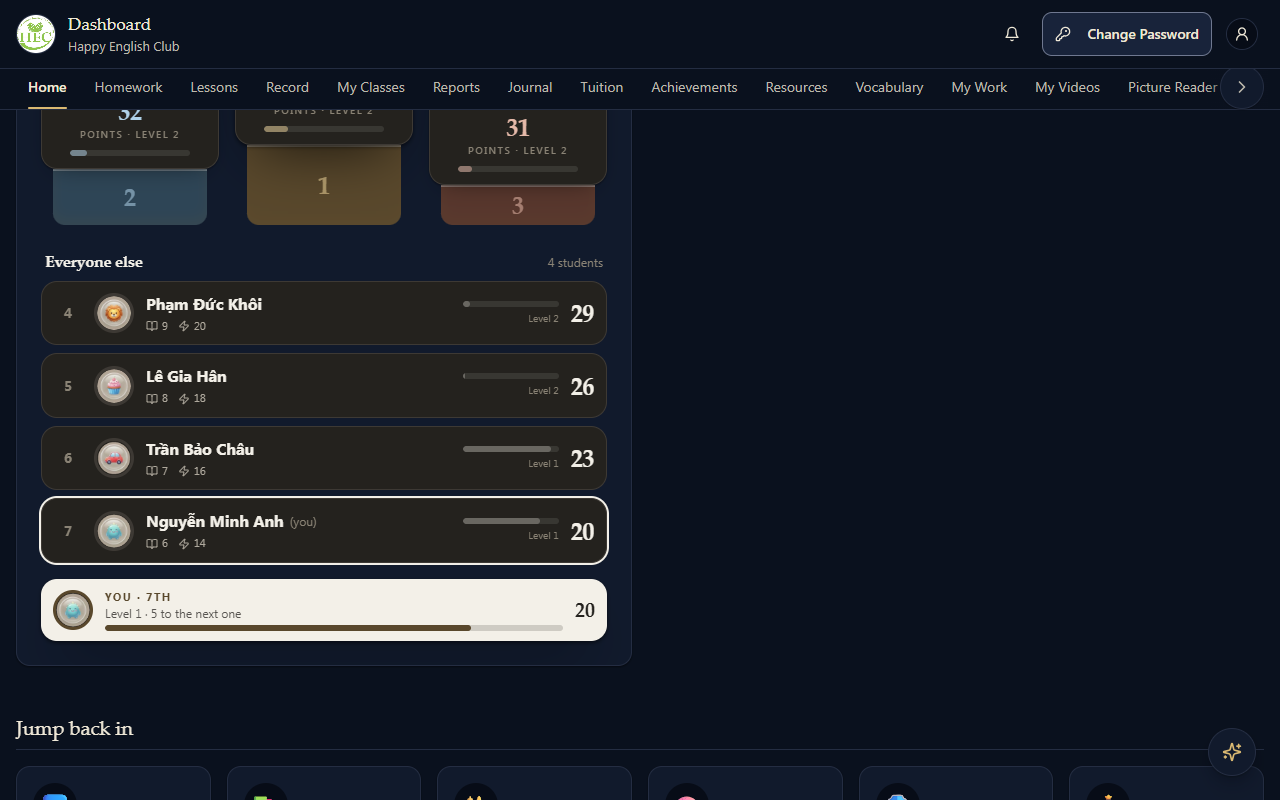 HEC
Dashboard
Happy English Club
Change Password
Home
Homework
Lessons
Record
My Classes
Reports
Journal
Tuition
Achievements
Resources
Vocabulary
My Work
My Videos
Picture Reader
32
POINTS · LEVEL 2
2
POINTS · LEVEL 2
1
31
POINTS · LEVEL 2
3
Everyone else
4 students
4
Phạm Đức Khôi
9 20
Level 2
29
5
Lê Gia Hân
8 18
Level 2
26
6
Trần Bảo Châu
7 16
Level 1
23
7
Nguyễn Minh Anh (you)
6 14
Level 1
20
YOU · 7TH
Level 1 · 5 to the next one
20
Jump back in